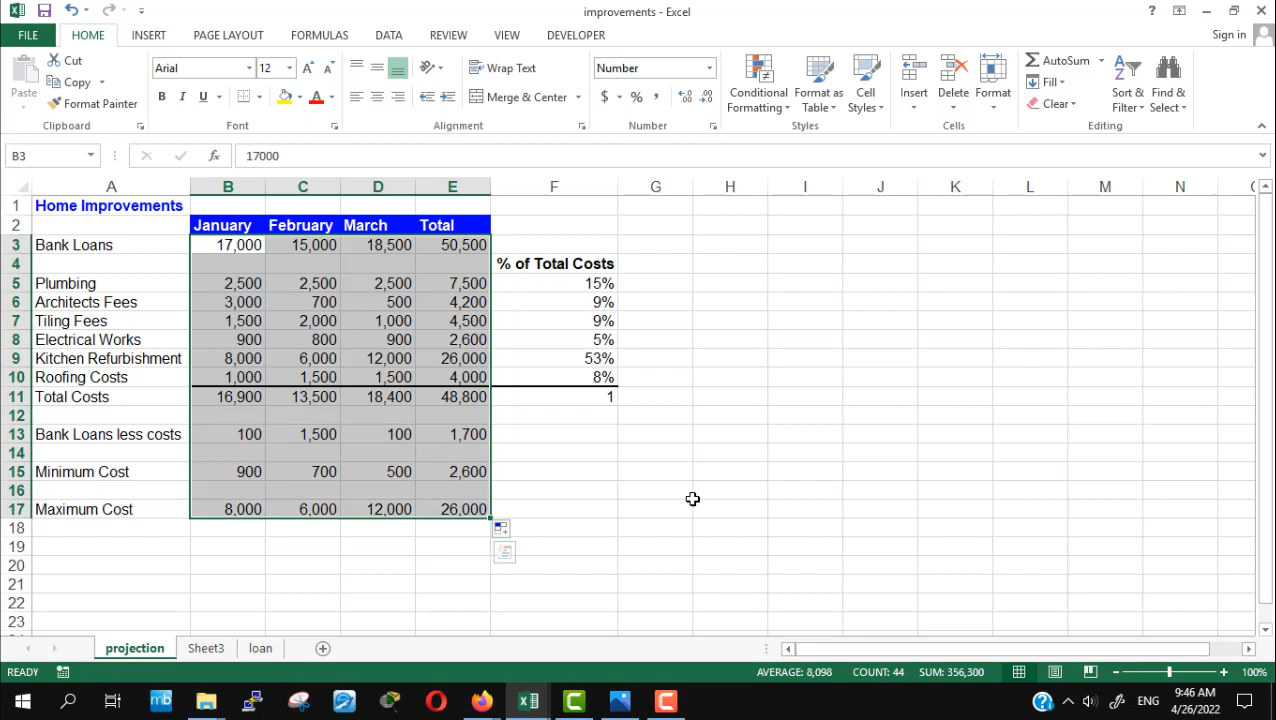 improvements - Excel
FILE HOME INSERT PAGE LAYOUT FORMULAS DATA REVIEW VIEW DEVELOPER Sign in
Paste Cut Copy Format Painter
Clipboard
Arial 12
B I U
Font
Wrap Text
Merge & Center
Alignment
Number
$ % ,
Number
Conditional Formatting
Format as Table
Cell Styles
Styles
Insert Delete Format
Cells
AutoSum
Fill
Clear
Sort & Filter
Find & Select
Editing
B3 fx 17000
A B C D E F G H I J K L M N
1 Home Improvements
2 January February March Total
3 Bank Loans 17,000 15,000 18,500 50,500
4 % of Total Costs
5 Plumbing 2,500 2,500 2,500 7,500 15%
6 Architects Fees 3,000 700 500 4,200 9%
7 Tiling Fees 1,500 2,000 1,000 4,500 9%
8 Electrical Works 900 800 900 2,600 5%
9 Kitchen Refurbishment 8,000 6,000 12,000 26,000 53%
10 Roofing Costs 1,000 1,500 1,500 4,000 8%
11 Total Costs 16,900 13,500 18,400 48,800 1
12
13 Bank Loans less costs 100 1,500 100 1,700
14
15 Minimum Cost 900 700 500 2,600
16
17 Maximum Cost 8,000 6,000 12,000 26,000
18
19
20
21
22
23
projection Sheet3 loan
READY AVERAGE: 8,098 COUNT: 44 SUM: 356,300 100%
mb ENG 9:46 AM
4/26/2022